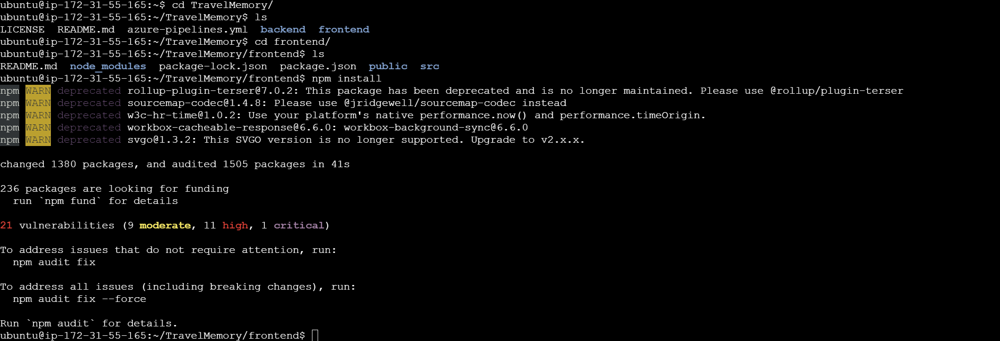 ubuntu@ip-172-31-55-165:~$ cd TravelMemory/
ubuntu@ip-172-31-55-165:~/TravelMemory$ ls
LICENSE  README.md  azure-pipelines.yml  backend  frontend
ubuntu@ip-172-31-55-165:~/TravelMemory$ cd frontend/
ubuntu@ip-172-31-55-165:~/TravelMemory/frontend$ ls
README.md  node_modules  package-lock.json  package.json  public  src
ubuntu@ip-172-31-55-165:~/TravelMemory/frontend$ npm install
npm WARN deprecated rollup-plugin-terser@7.0.2: This package has been deprecated and is no longer maintained. Please use @rollup/plugin-terser
npm WARN deprecated sourcemap-codec@1.4.8: Please use @jridgewell/sourcemap-codec instead
npm WARN deprecated w3c-hr-time@1.0.2: Use your platform's native performance.now() and performance.timeOrigin.
npm WARN deprecated workbox-cacheable-response@6.6.0: workbox-background-sync@6.6.0
npm WARN deprecated svgo@1.3.2: This SVGO version is no longer supported. Upgrade to v2.x.x.

changed 1380 packages, and audited 1505 packages in 41s

236 packages are looking for funding
  run `npm fund` for details

21 vulnerabilities (9 moderate, 11 high, 1 critical)

To address issues that do not require attention, run:
  npm audit fix

To address all issues (including breaking changes), run:
  npm audit fix --force

Run `npm audit` for details.
ubuntu@ip-172-31-55-165:~/TravelMemory/frontend$